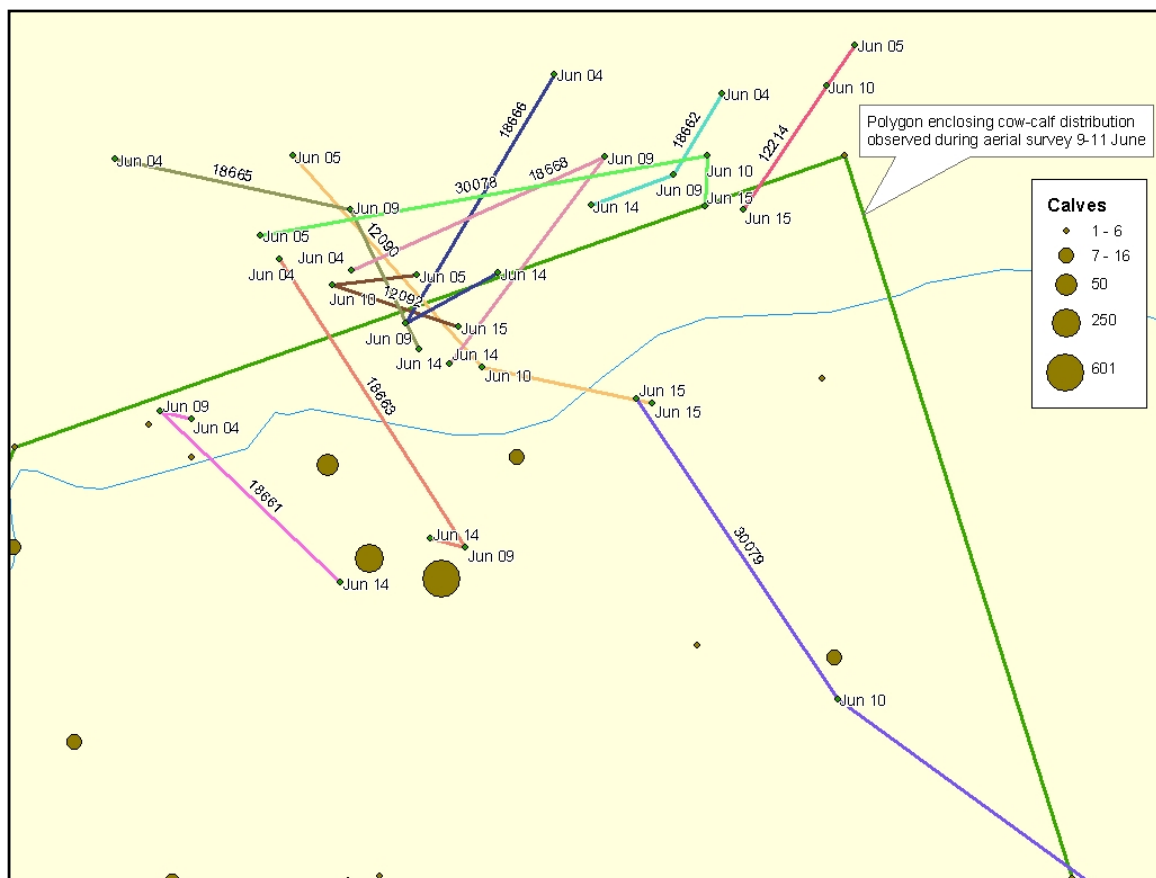 Jun 05
Jun 04
Jun 10
Jun 04
18666
18662
Polygon enclosing cow-calf distribution
observed during aerial survey 9-11 June
12214
Jun 04
Jun 05
18668
Jun 09
Jun 10
18665
30078
Jun 09
Calves
Jun 09
Jun 14
Jun 15
Jun 15
1 - 6
Jun 05
12090
7 - 16
Jun 04
Jun 04
Jun 05
Jun 14
50
Jun 10
12092
250
Jun 09
Jun 15
Jun 14
Jun 14
Jun 10
601
18663
Jun 15
Jun 15
Jun 09
Jun 04
18661
Jun 14
Jun 09
30079
Jun 14
Jun 10